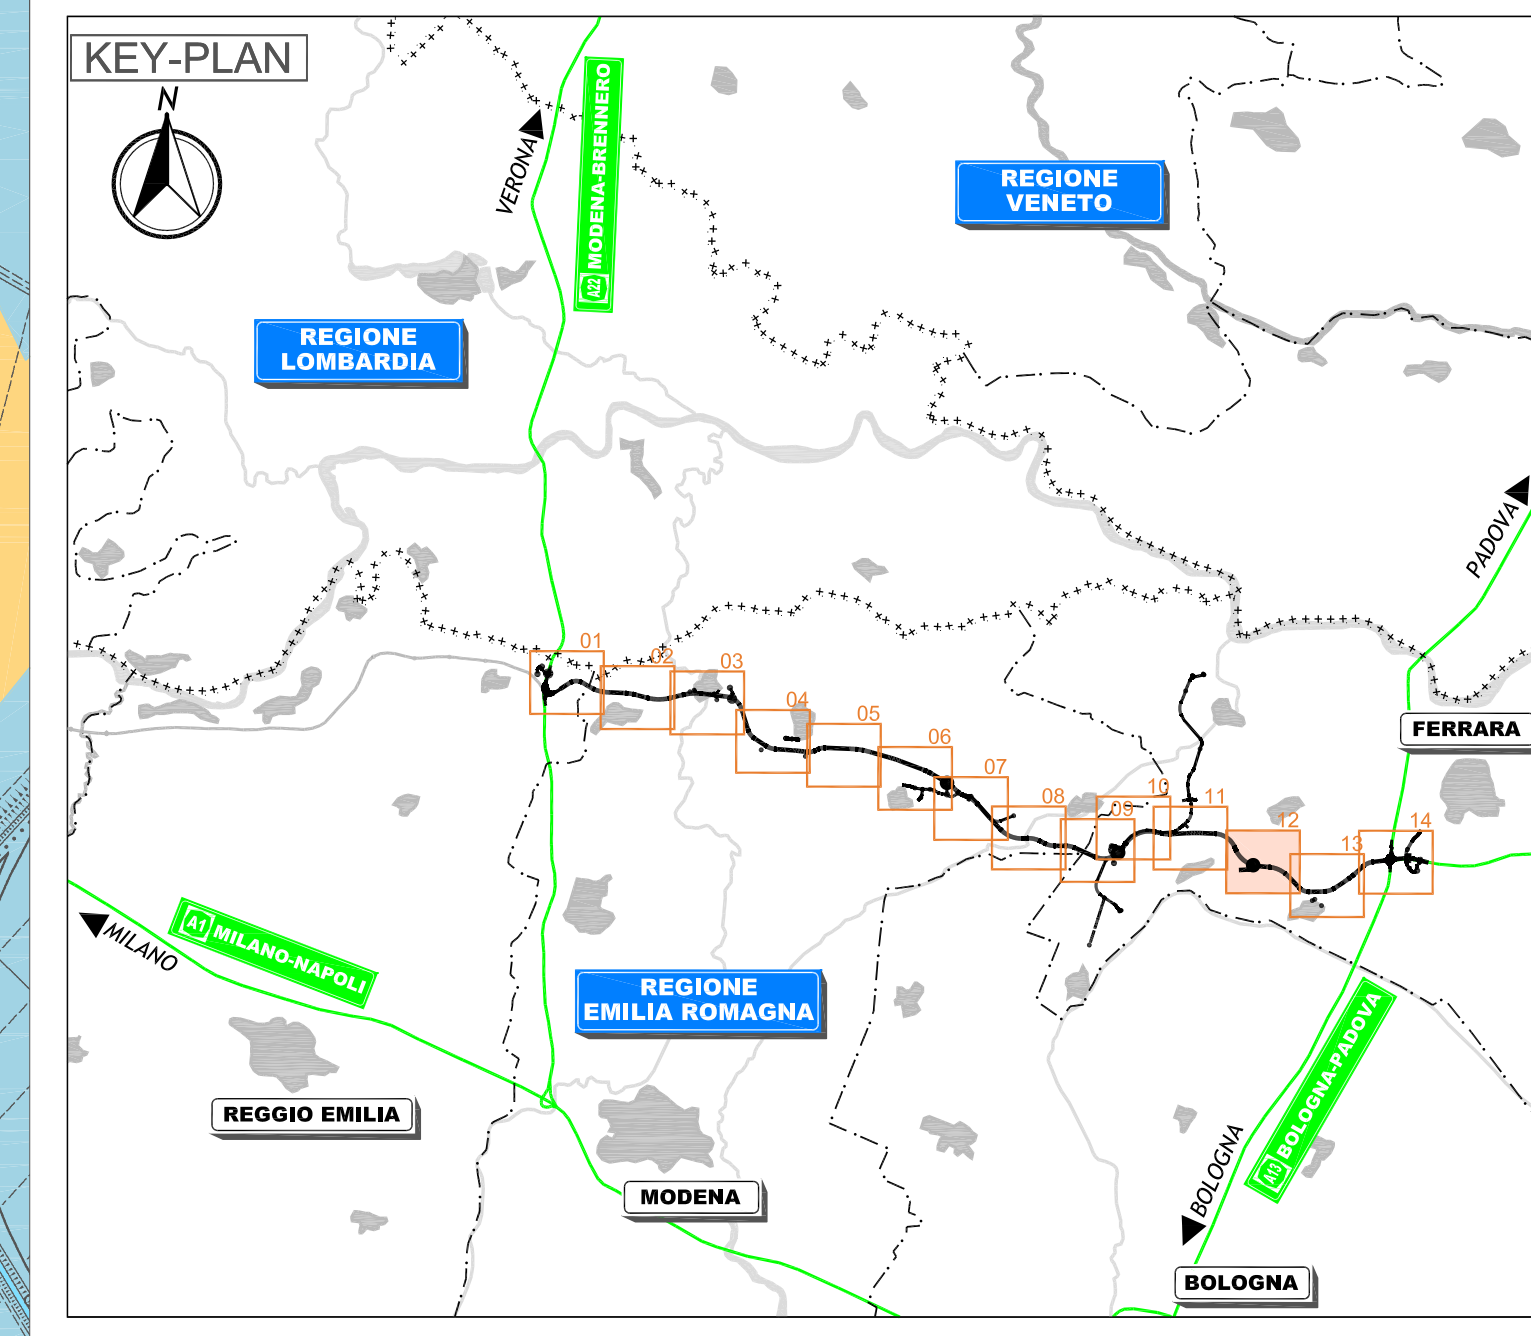 KEY-PLAN
N
VERONA
A22 MODENA-BRENNERO
REGIONE
VENETO
REGIONE
LOMBARDIA
PADOVA
01
02
03
04
05
06
07
08
09
10
11
12
13
14
FERRARA
A1 MILANO-NAPOLI
MILANO
REGIONE
EMILIA ROMAGNA
A13 BOLOGNA-PADOVA
REGGIO EMILIA
MODENA
BOLOGNA
BOLOGNA